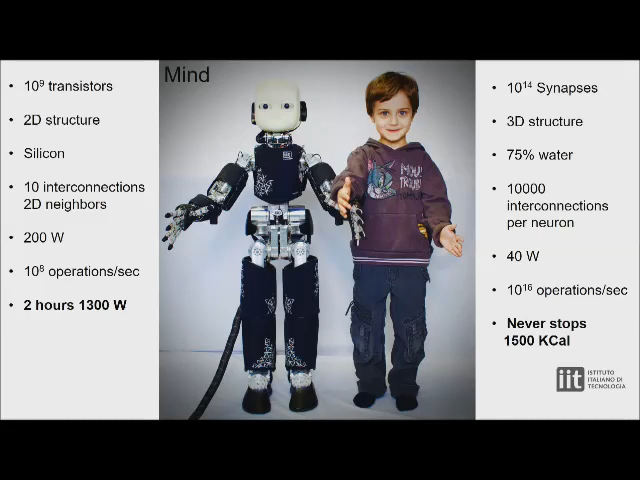 Mind
• 10⁹ transistors
• 2D structure
• Silicon
• 10 interconnections
2D neighbors
• 200 W
• 10⁸ operations/sec
• 2 hours 1300 W
• 10¹⁴ Synapses
• 3D structure
• 75% water
• 10000
interconnections
per neuron
• 40 W
• 10¹⁶ operations/sec
• Never stops
1500 KCal
iit
ISTITUTO
ITALIANO DI
TECNOLOGIA